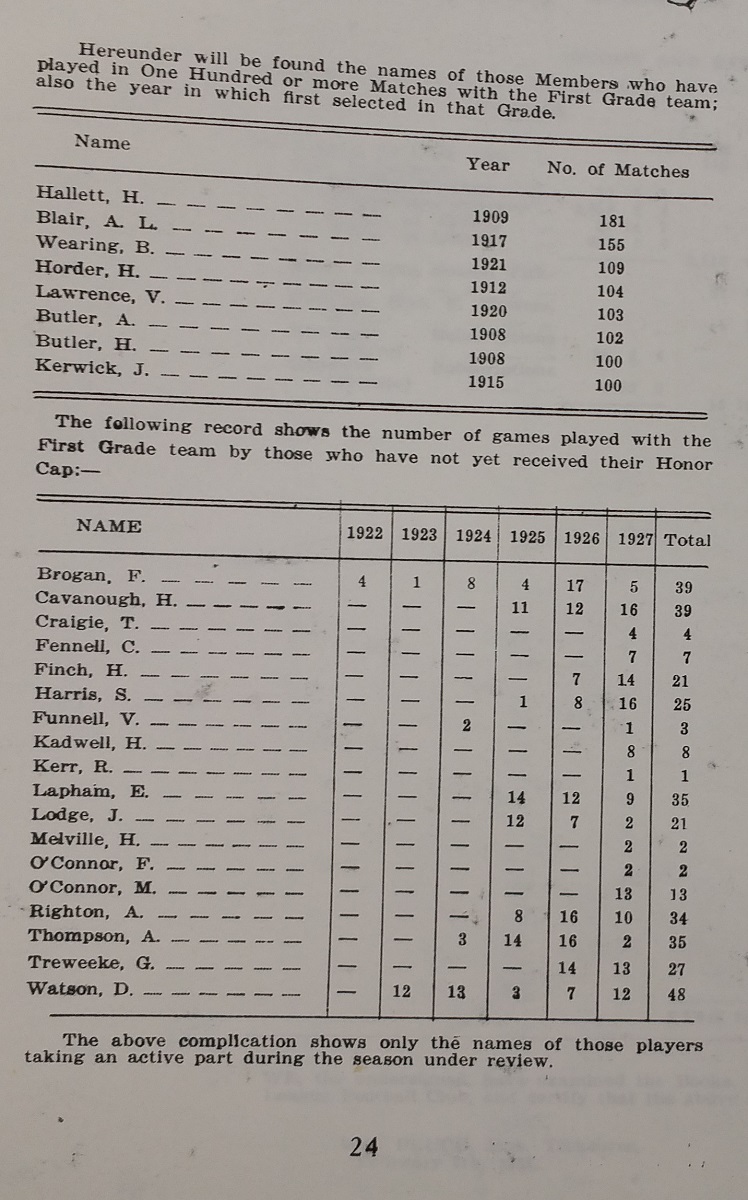 Hereunder will be found the names of those Members who have
played in One Hundred or more Matches with the First Grade team;
also the year in which first selected in that Grade.
Name Year No. of Matches
Hallett, H. — — — — — — — 1909 181
Blair, A. L. — — — — — — — 1917 155
Wearing, B. — — — — — — — 1921 109
Horder, H. — — — — — — — — 1912 104
Lawrence, V. — — — — — — — 1920 103
Butler, A. — — — — — — — — 1908 102
Butler, H. — — — — — — — — 1908 100
Kerwick, J. — — — — — — — 1915 100
The following record shows the number of games played with the
First Grade team by those who have not yet received their Honor
Cap:—
NAME 1922 1923 1924 1925 1926 1927 Total
Brogan, F. — — — — — 4 1 8 4 17 5 39
Cavanough, H. — — — — — — — — 11 12 16 39
Craigie, T. — — — — — — — — — — 4 4
Fennell, C. — — — — — — — — — — 7 7
Finch, H. — — — — — — — — — — 7 14 21
Harris, S. — — — — — — — — 1 8 16 25
Funnell, V. — — — — — — — 2 — — 1 3
Kadwell, H. — — — — — — — — — — 8 8
Kerr, R. — — — — — — — — — — — 1 1
Lapham, E. — — — — — — — 14 12 9 35
Lodge, J. — — — — — — — — 12 7 2 21
Melville, H. — — — — — — — — — — 2 2
O'Connor, F. — — — — — — — — — — 2 2
O'Connor, M. — — — — — — — — — — 13 13
Righton, A. — — — — — — — — 8 16 10 34
Thompson, A. — — — — — — — 3 14 16 2 35
Treweeke, G. — — — — — — — — — 14 13 27
Watson, D. — — — — — — 12 13 3 7 12 48
The above complication shows only the names of those players
taking an active part during the season under review.
24